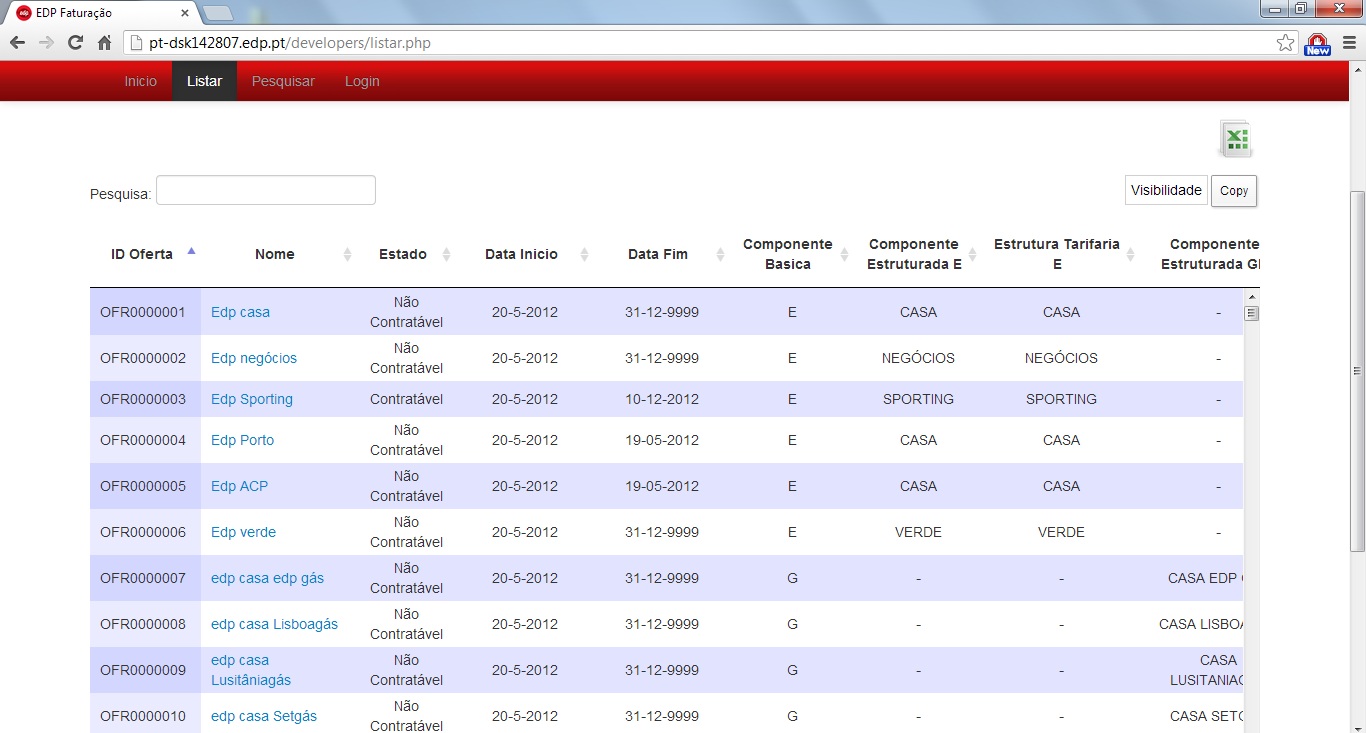 EDP Faturação
pt-dsk142807.edp.pt/developers/listar.php
New
Inicio Listar Pesquisar Login
Pesquisa:
Visibilidade Copy
ID Oferta Nome Estado Data Inicio Data Fim Componente Basica Componente Estruturada E Estrutura Tarifaria E Componente Estruturada
OFR0000001 Edp casa Não Contratável 20-5-2012 31-12-9999 E CASA CASA -
OFR0000002 Edp negócios Não Contratável 20-5-2012 31-12-9999 E NEGÓCIOS NEGÓCIOS -
OFR0000003 Edp Sporting Contratável 20-5-2012 10-12-2012 E SPORTING SPORTING -
OFR0000004 Edp Porto Não Contratável 20-5-2012 19-05-2012 E CASA CASA -
OFR0000005 Edp ACP Não Contratável 20-5-2012 19-05-2012 E CASA CASA -
OFR0000006 Edp verde Não Contratável 20-5-2012 31-12-9999 E VERDE VERDE -
OFR0000007 edp casa edp gás Não Contratável 20-5-2012 31-12-9999 G - - CASA EDP
OFR0000008 edp casa Lisboagás Não Contratável 20-5-2012 31-12-9999 G - - CASA
OFR0000009 edp casa Lusitâniagás Não Contratável 20-5-2012 31-12-9999 G - - CASA
OFR0000010 edp casa Setgás Não Contratável 20-5-2012 31-12-9999 G - - CASA